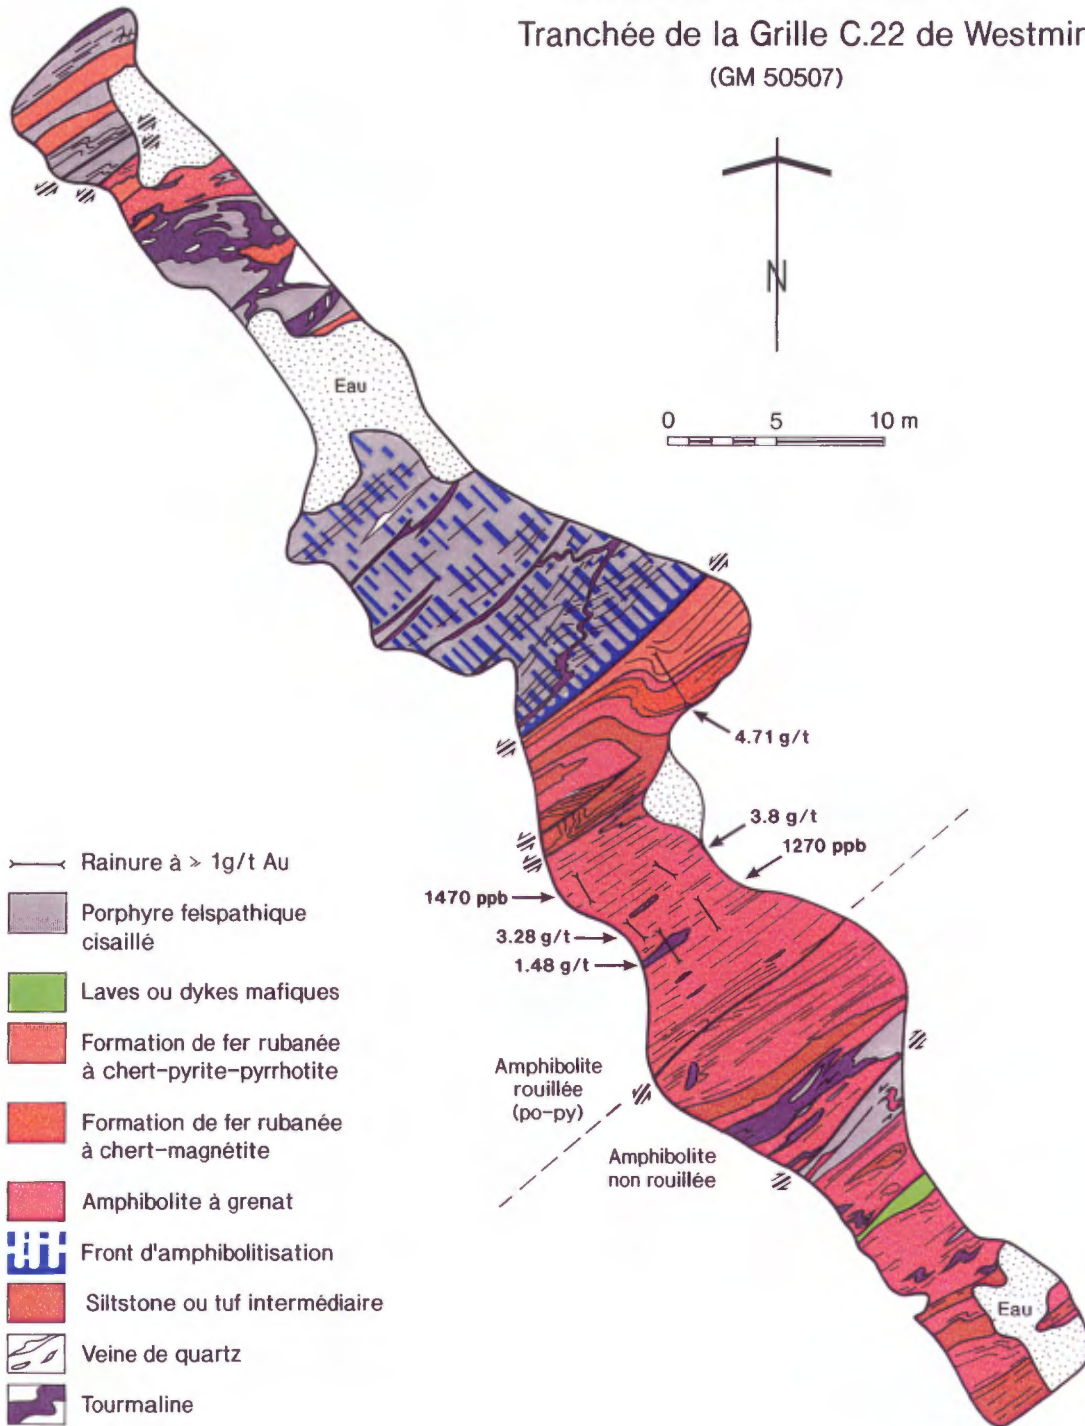 Tranchée de la Grille C.22 de Westmin
(GM 50507)
N
0 5 10 m
Eau
4.71 g/t
3.8 g/t
1270 ppb
1470 ppb
3.28 g/t
1.48 g/t
Amphibolite
rouillée
(po-py)
Amphibolite
non rouillée
Eau
Rainure à > 1g/t Au
Porphyre felspathique
cisaillé
Laves ou dykes mafiques
Formation de fer rubanée
à chert-pyrite-pyrrhotite
Formation de fer rubanée
à chert-magnétite
Amphibolite à grenat
Front d'amphibolitisation
Siltstone ou tuf intermédiaire
Veine de quartz
Tourmaline